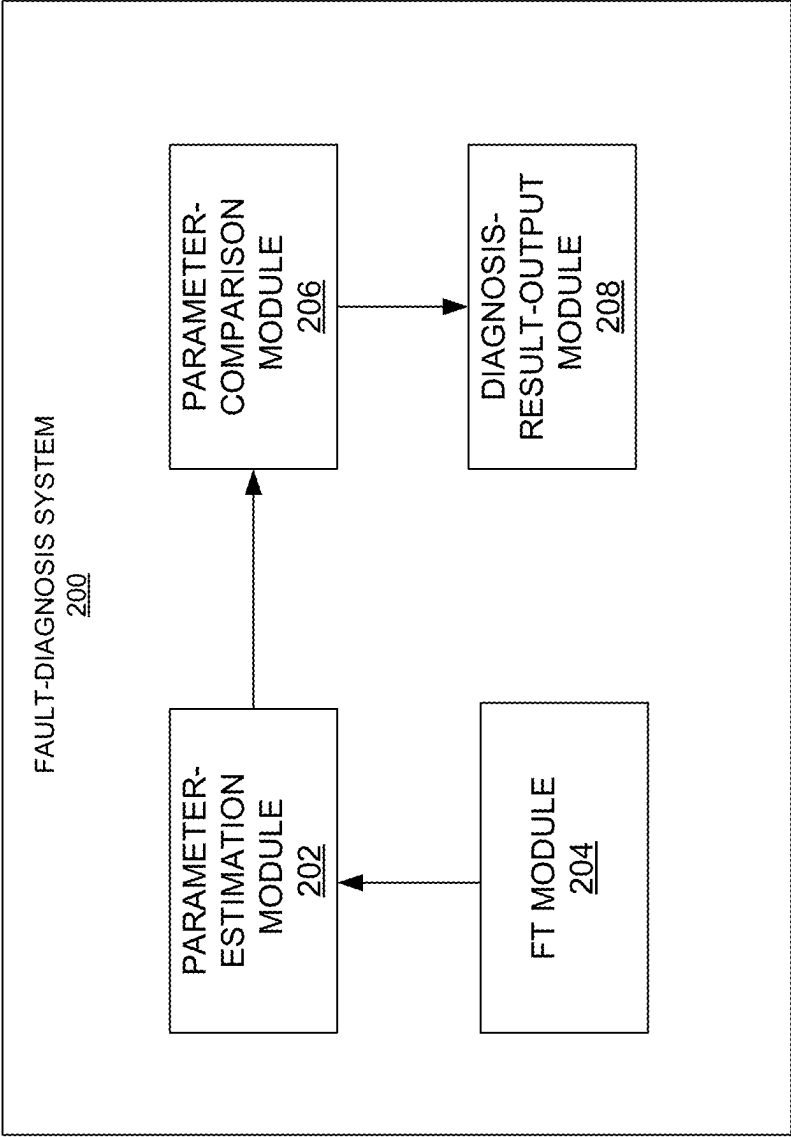 FAULT-DIAGNOSIS SYSTEM
200
PARAMETER-
ESTIMATION
MODULE
202
PARAMETER-
COMPARISON
MODULE
206
FT MODULE
204
DIAGNOSIS-
RESULT-OUTPUT
MODULE
208